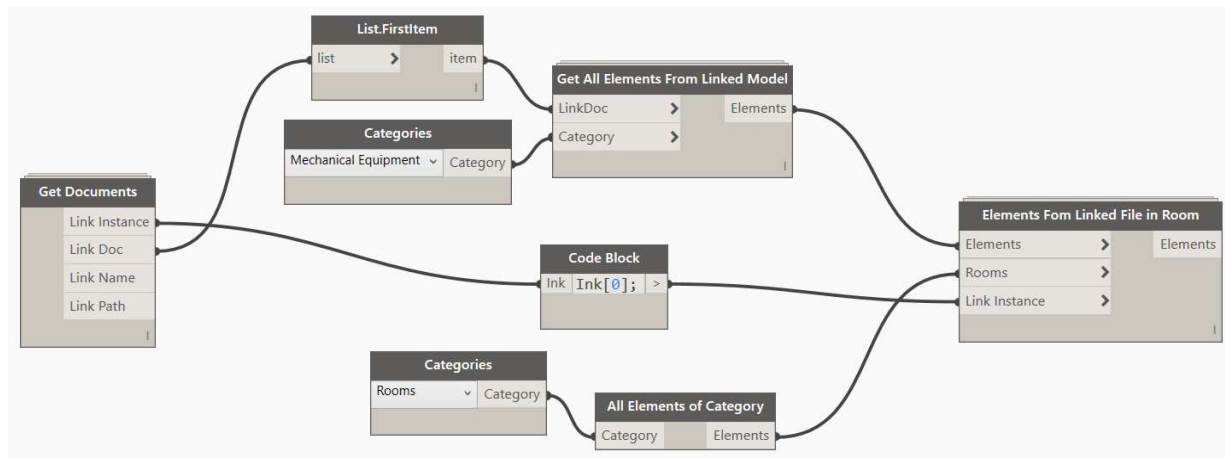 List.FirstItem
list > item
Get All Elements From Linked Model
LinkDoc > Elements
Category >
Categories
Mechanical Equipment Category
Get Documents
Link Instance
Link Doc
Link Name
Link Path
Elements Fom Linked File in Room
Elements > Elements
Rooms >
Link Instance >
Code Block
Ink Ink[0]; >
Categories
Rooms Category
All Elements of Category
Category Elements